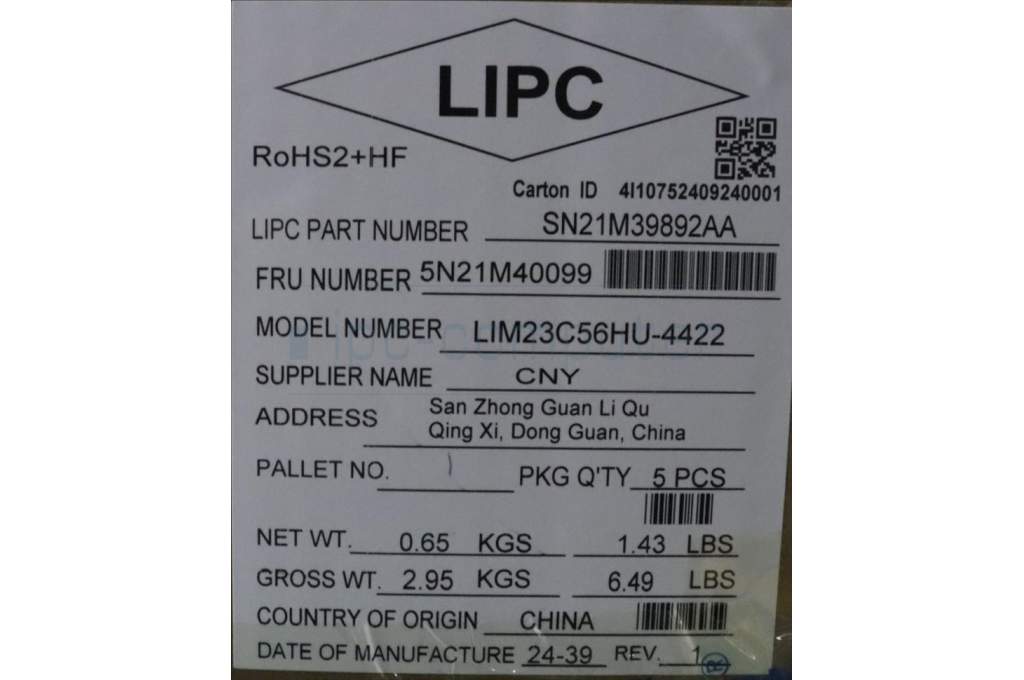 LIPC
RoHS2+HF
Carton ID 4I10752409240001
LIPC PART NUMBER SN21M39892AA
FRU NUMBER 5N21M40099
MODEL NUMBER LIM23C56HU-4422
SUPPLIER NAME CNY
ADDRESS San Zhong Guan Li Qu
Qing Xi, Dong Guan, China
PALLET NO. 1 PKG Q'TY 5 PCS
NET WT. 0.65 KGS 1.43 LBS
GROSS WT. 2.95 KGS 6.49 LBS
COUNTRY OF ORIGIN CHINA
DATE OF MANUFACTURE 24-39 REV. 1